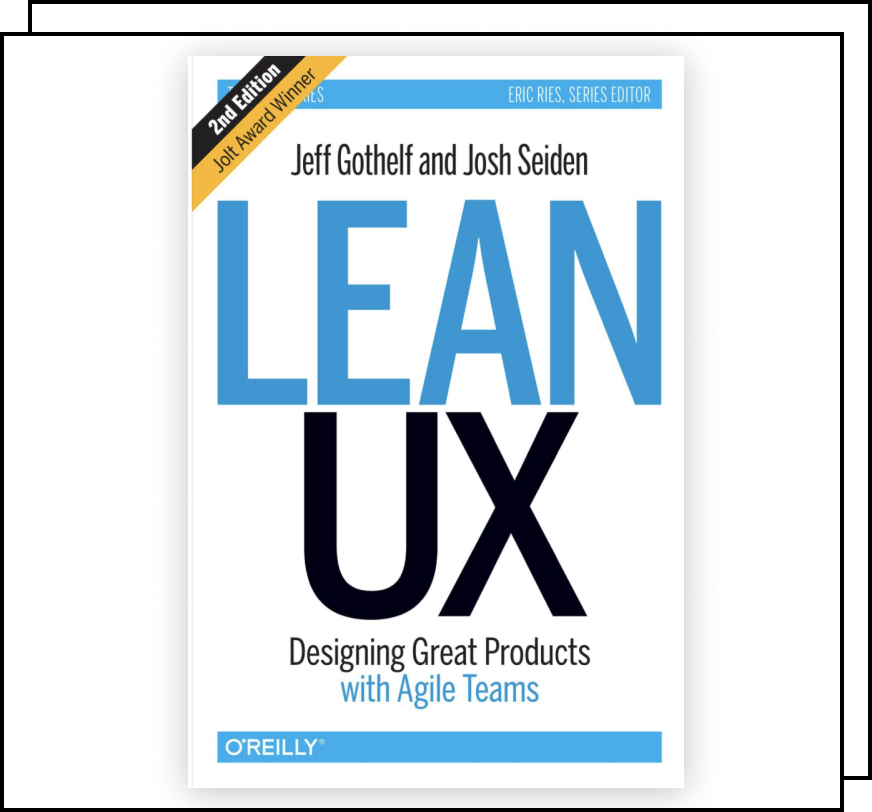 2nd Edition
Jolt Award Winner
ERIC RIES, SERIES EDITOR
Jeff Gothelf and Josh Seiden
LEAN
UX
Designing Great Products
with Agile Teams
O'REILLY®